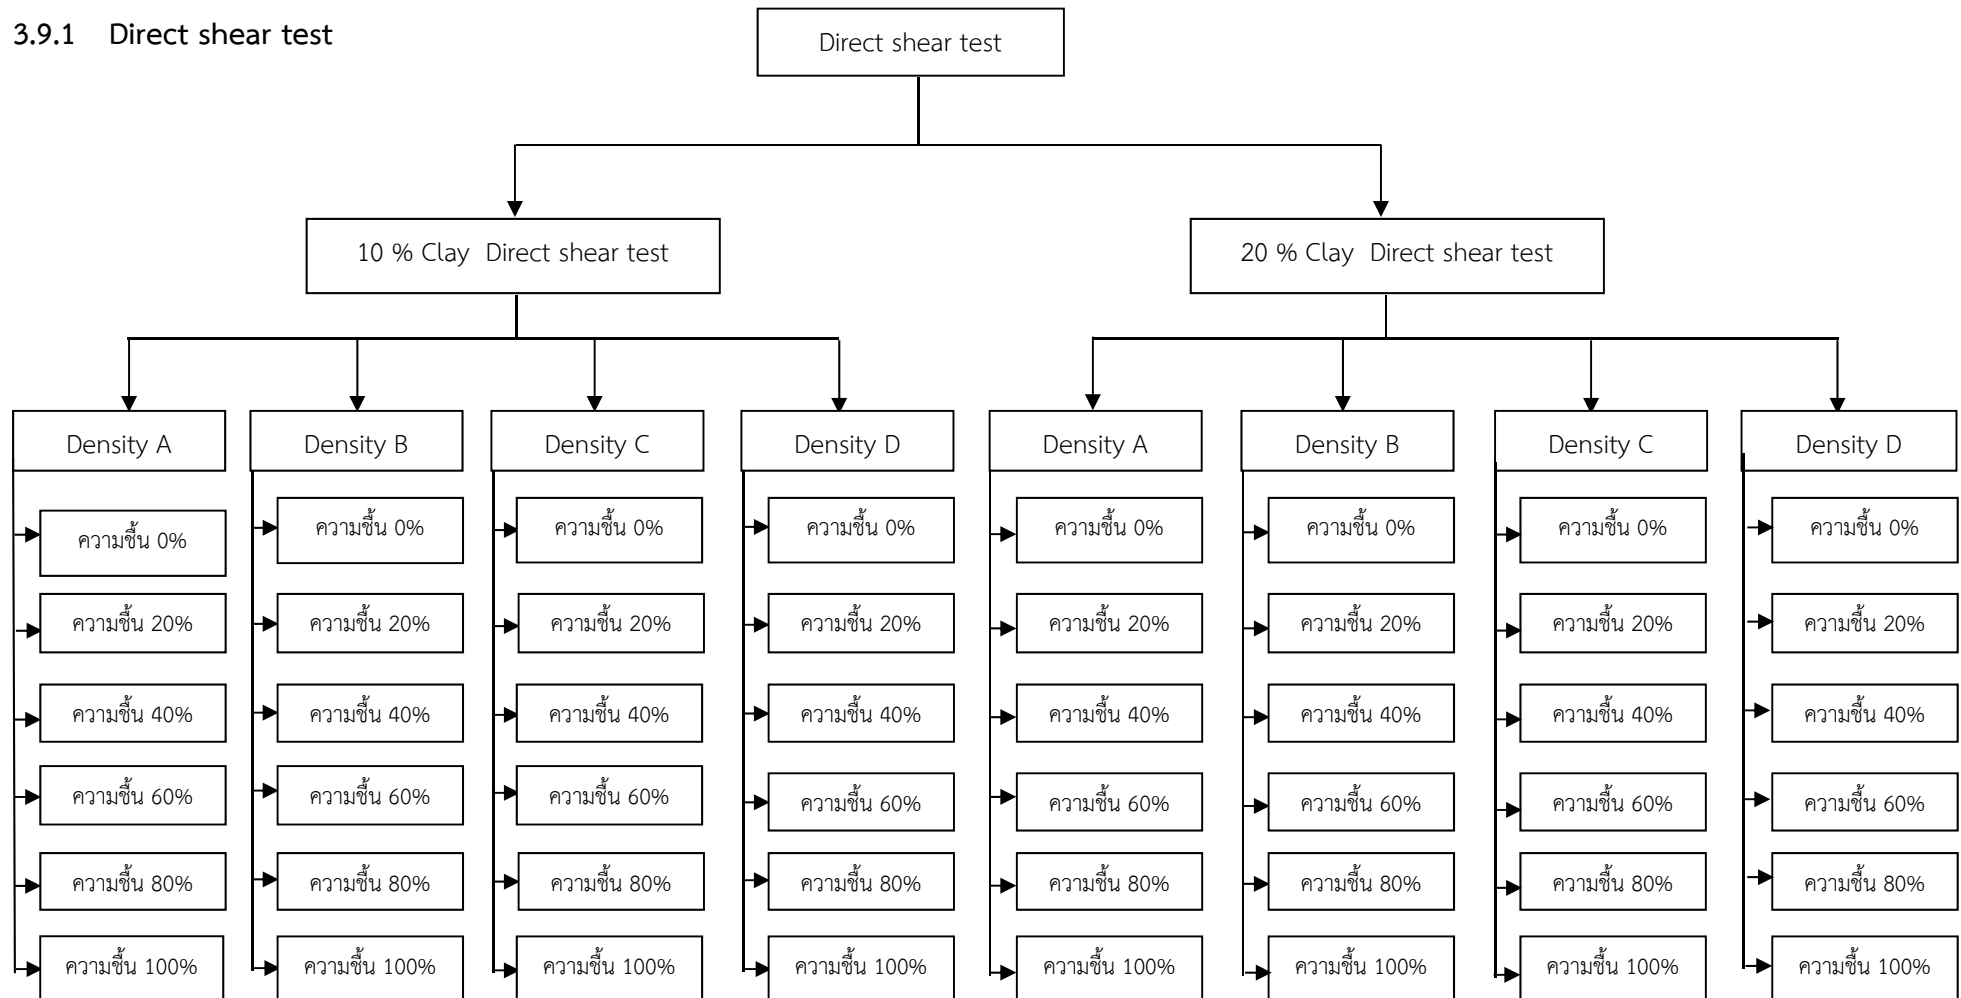 3.9.1 Direct shear test
Direct shear test
10 % Clay Direct shear test
20 % Clay Direct shear test
Density A
Density B
Density C
Density D
Density A
Density B
Density C
Density D
ความชื้น 0%
ความชื้น 0%
ความชื้น 0%
ความชื้น 0%
ความชื้น 0%
ความชื้น 0%
ความชื้น 0%
ความชื้น 0%
ความชื้น 20%
ความชื้น 20%
ความชื้น 20%
ความชื้น 20%
ความชื้น 20%
ความชื้น 20%
ความชื้น 20%
ความชื้น 20%
ความชื้น 40%
ความชื้น 40%
ความชื้น 40%
ความชื้น 40%
ความชื้น 40%
ความชื้น 40%
ความชื้น 40%
ความชื้น 40%
ความชื้น 60%
ความชื้น 60%
ความชื้น 60%
ความชื้น 60%
ความชื้น 60%
ความชื้น 60%
ความชื้น 60%
ความชื้น 60%
ความชื้น 80%
ความชื้น 80%
ความชื้น 80%
ความชื้น 80%
ความชื้น 80%
ความชื้น 80%
ความชื้น 80%
ความชื้น 80%
ความชื้น 100%
ความชื้น 100%
ความชื้น 100%
ความชื้น 100%
ความชื้น 100%
ความชื้น 100%
ความชื้น 100%
ความชื้น 100%